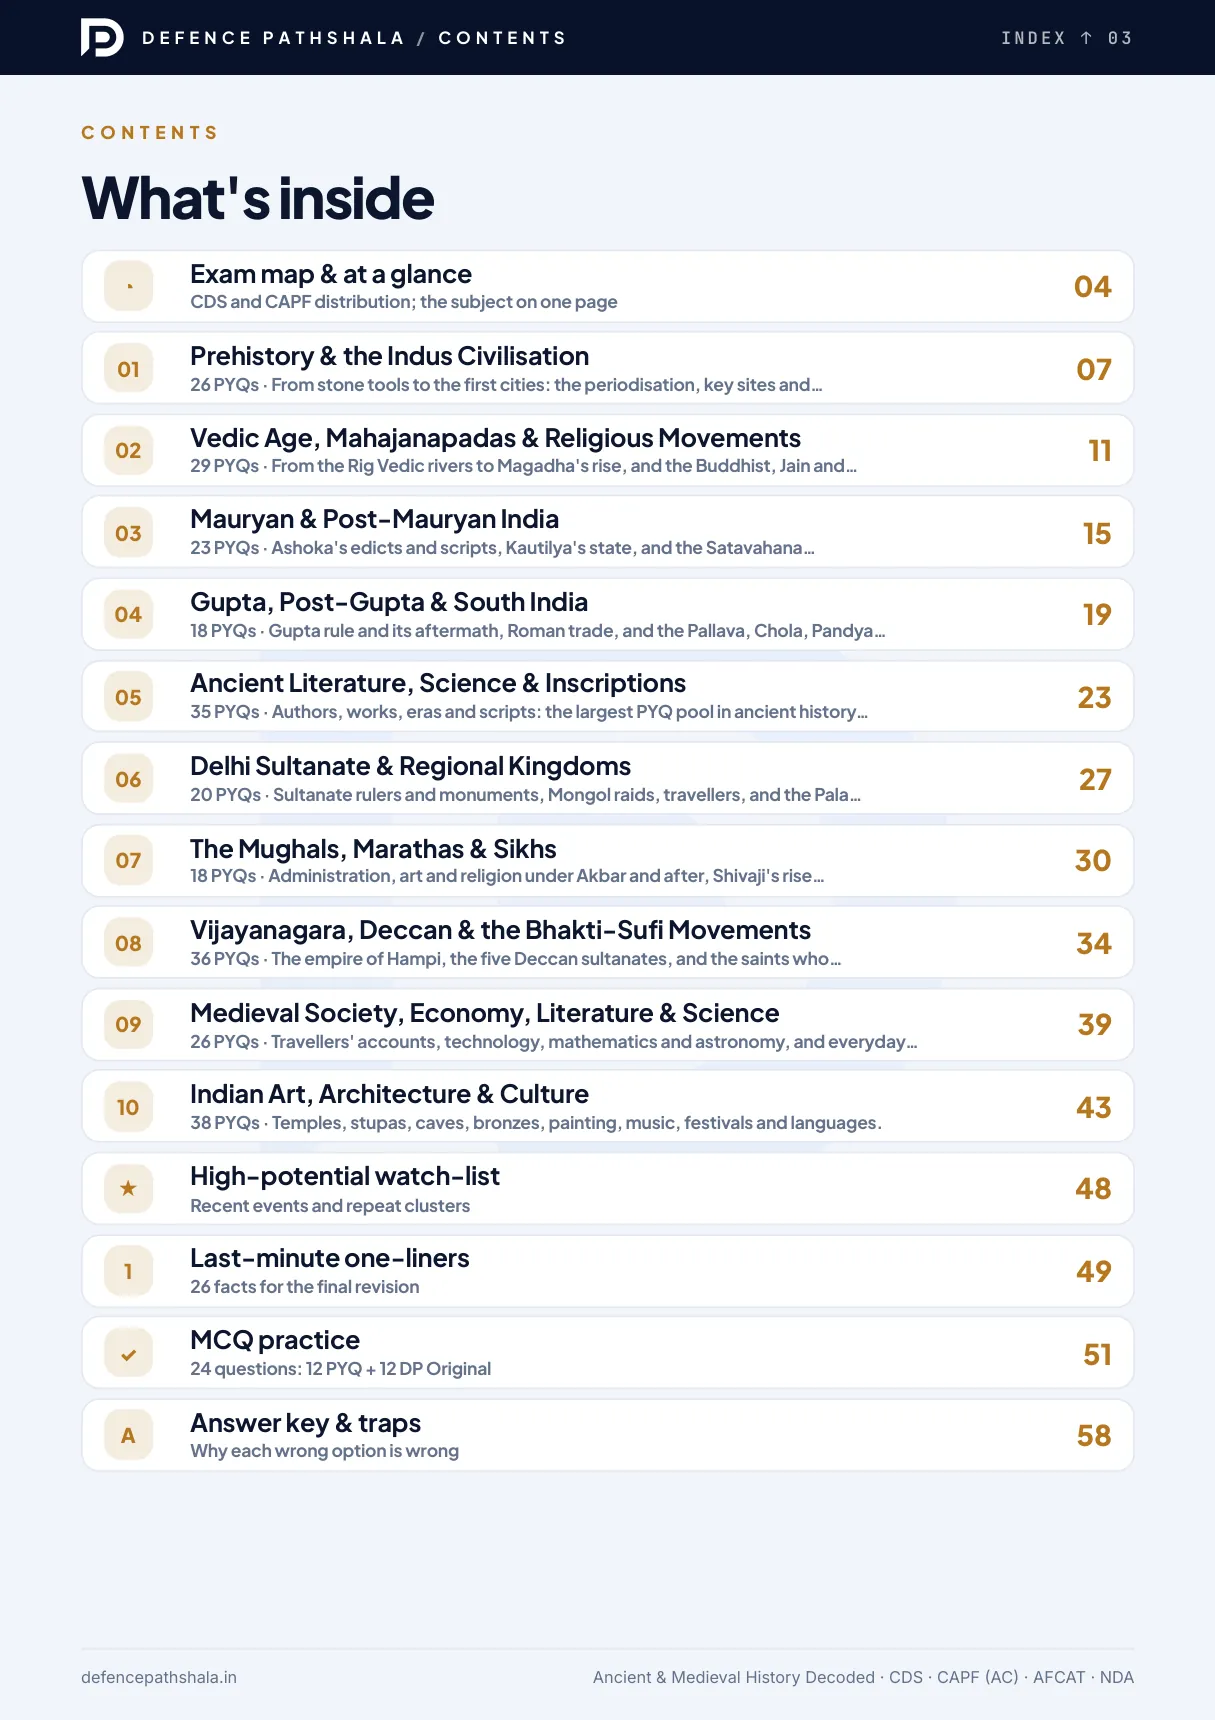 DEFENCE PATHSHALA / CONTENTS
INDEX ↑ 03
CONTENTS
What's inside
Exam map & at a glance
CDS and CAPF distribution; the subject on one page
04
01
Prehistory & the Indus Civilisation
26 PYQs · From stone tools to the first cities: the periodisation, key sites and…
07
02
Vedic Age, Mahajanapadas & Religious Movements
29 PYQs · From the Rig Vedic rivers to Magadha's rise, and the Buddhist, Jain and…
11
03
Mauryan & Post-Mauryan India
23 PYQs · Ashoka's edicts and scripts, Kautilya's state, and the Satavahana…
15
04
Gupta, Post-Gupta & South India
18 PYQs · Gupta rule and its aftermath, Roman trade, and the Pallava, Chola, Pandya…
19
05
Ancient Literature, Science & Inscriptions
35 PYQs · Authors, works, eras and scripts: the largest PYQ pool in ancient history…
23
06
Delhi Sultanate & Regional Kingdoms
20 PYQs · Sultanate rulers and monuments, Mongol raids, travellers, and the Pala…
27
07
The Mughals, Marathas & Sikhs
18 PYQs · Administration, art and religion under Akbar and after, Shivaji's rise…
30
08
Vijayanagara, Deccan & the Bhakti-Sufi Movements
36 PYQs · The empire of Hampi, the five Deccan sultanates, and the saints who…
34
09
Medieval Society, Economy, Literature & Science
26 PYQs · Travellers' accounts, technology, mathematics and astronomy, and everyday…
39
10
Indian Art, Architecture & Culture
38 PYQs · Temples, stupas, caves, bronzes, painting, music, festivals and languages.
43
★
High-potential watch-list
Recent events and repeat clusters
48
1
Last-minute one-liners
26 facts for the final revision
49
✓
MCQ practice
24 questions: 12 PYQ + 12 DP Original
51
A
Answer key & traps
Why each wrong option is wrong
58
defencepathshala.in
Ancient & Medieval History Decoded · CDS · CAPF (AC) · AFCAT · NDA